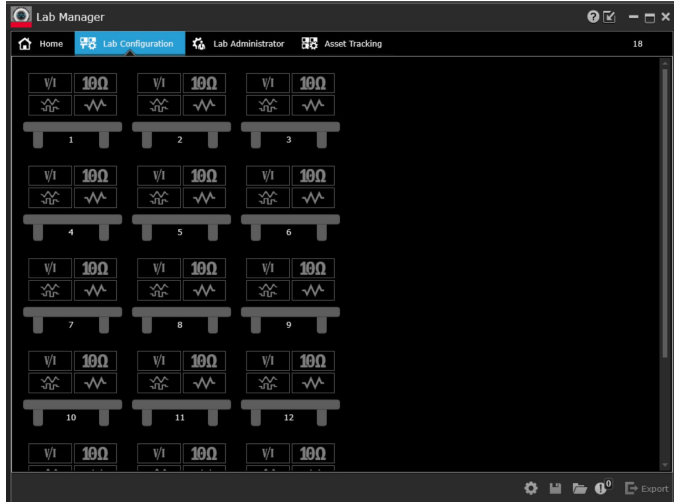 Lab Manager
Home Lab Configuration Lab Administrator Asset Tracking 18
V/I 10Ω V/I 10Ω V/I 10Ω
1 2 3
V/I 10Ω V/I 10Ω V/I 10Ω
4 5 6
V/I 10Ω V/I 10Ω V/I 10Ω
7 8 9
V/I 10Ω V/I 10Ω V/I 10Ω
10 11 12
V/I 10Ω V/I 10Ω V/I 10Ω
0 Export